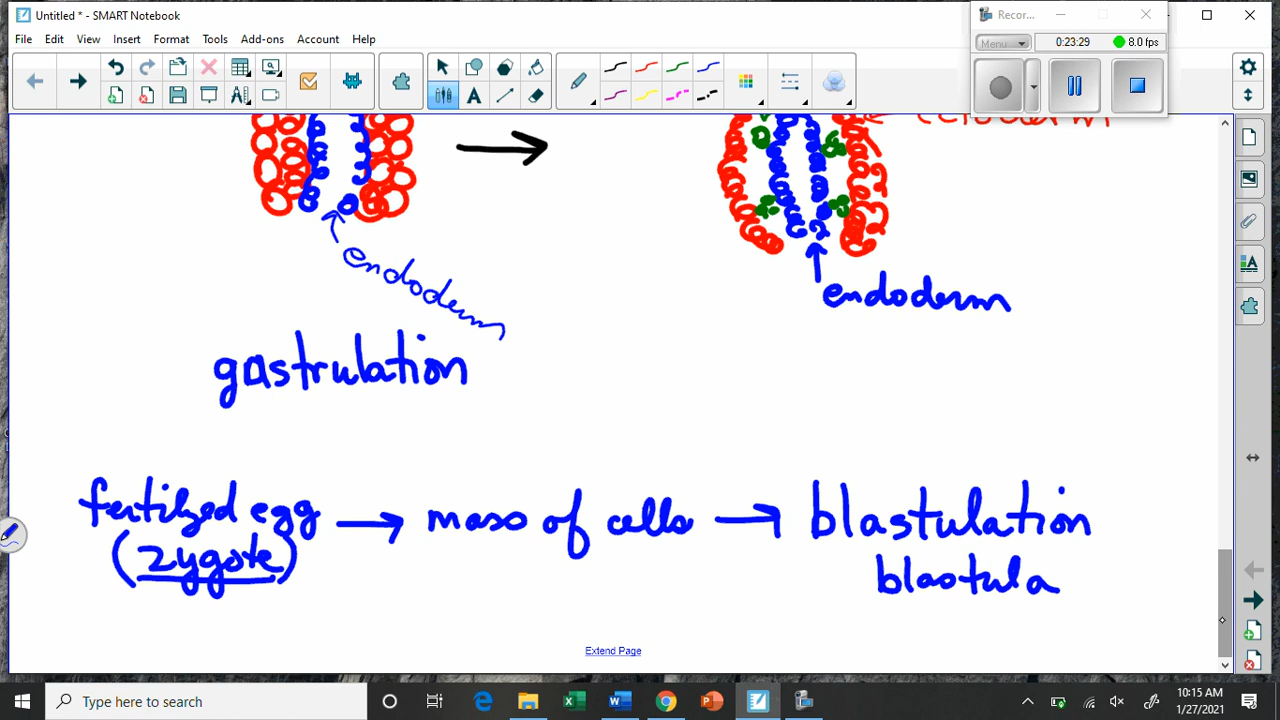 Untitled * - SMART Notebook
Recor...
File Edit View Insert Format Tools Add-ons Account Help
Menu
0:23:29
8.0 fps
endoderm
endoderm
gastrulation
fertilized egg → mass of cells → blastulation
(zygote)
blastula
Extend Page
Type here to search
10:15 AM
1/27/2021